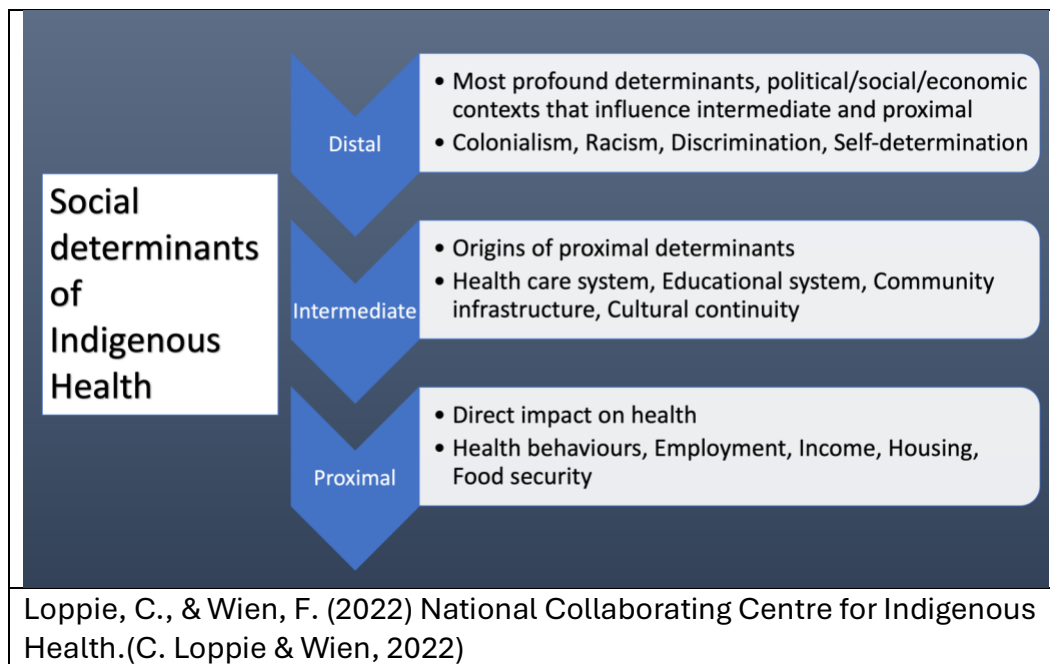 Social
determinants
of
Indigenous
Health
Distal
• Most profound determinants, political/social/economic
contexts that influence intermediate and proximal
• Colonialism, Racism, Discrimination, Self-determination
Intermediate
• Origins of proximal determinants
• Health care system, Educational system, Community
infrastructure, Cultural continuity
Proximal
• Direct impact on health
• Health behaviours, Employment, Income, Housing,
Food security
Loppie, C., & Wien, F. (2022) National Collaborating Centre for Indigenous
Health.(C. Loppie & Wien, 2022)